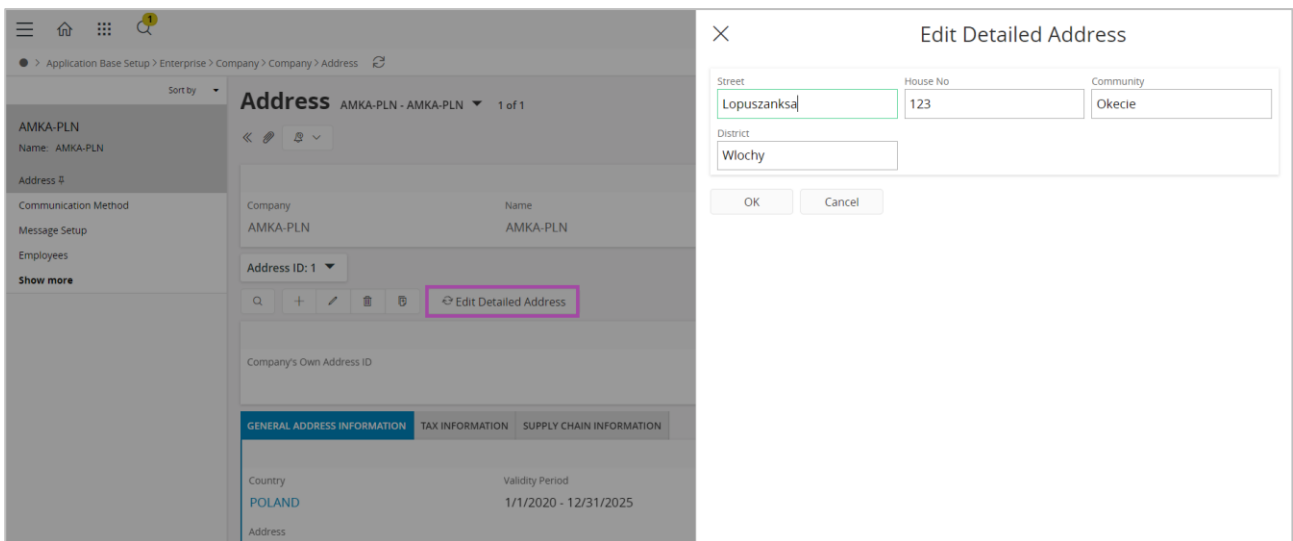 1
Application Base Setup > Enterprise > Company > Company > Address
Sort by
AMKA-PLN
Name: AMKA-PLN
Address
Communication Method
Message Setup
Employees
Show more
Address AMKA-PLN - AMKA-PLN 1 of 1
Company Name
AMKA-PLN AMKA-PLN
Address ID: 1
Edit Detailed Address
Company's Own Address ID
GENERAL ADDRESS INFORMATION TAX INFORMATION SUPPLY CHAIN INFORMATION
Country Validity Period
POLAND 1/1/2020 - 12/31/2025
Address
Edit Detailed Address
Street House No Community
Lopuszanksa 123 Okecie
District
Wlochy
OK Cancel